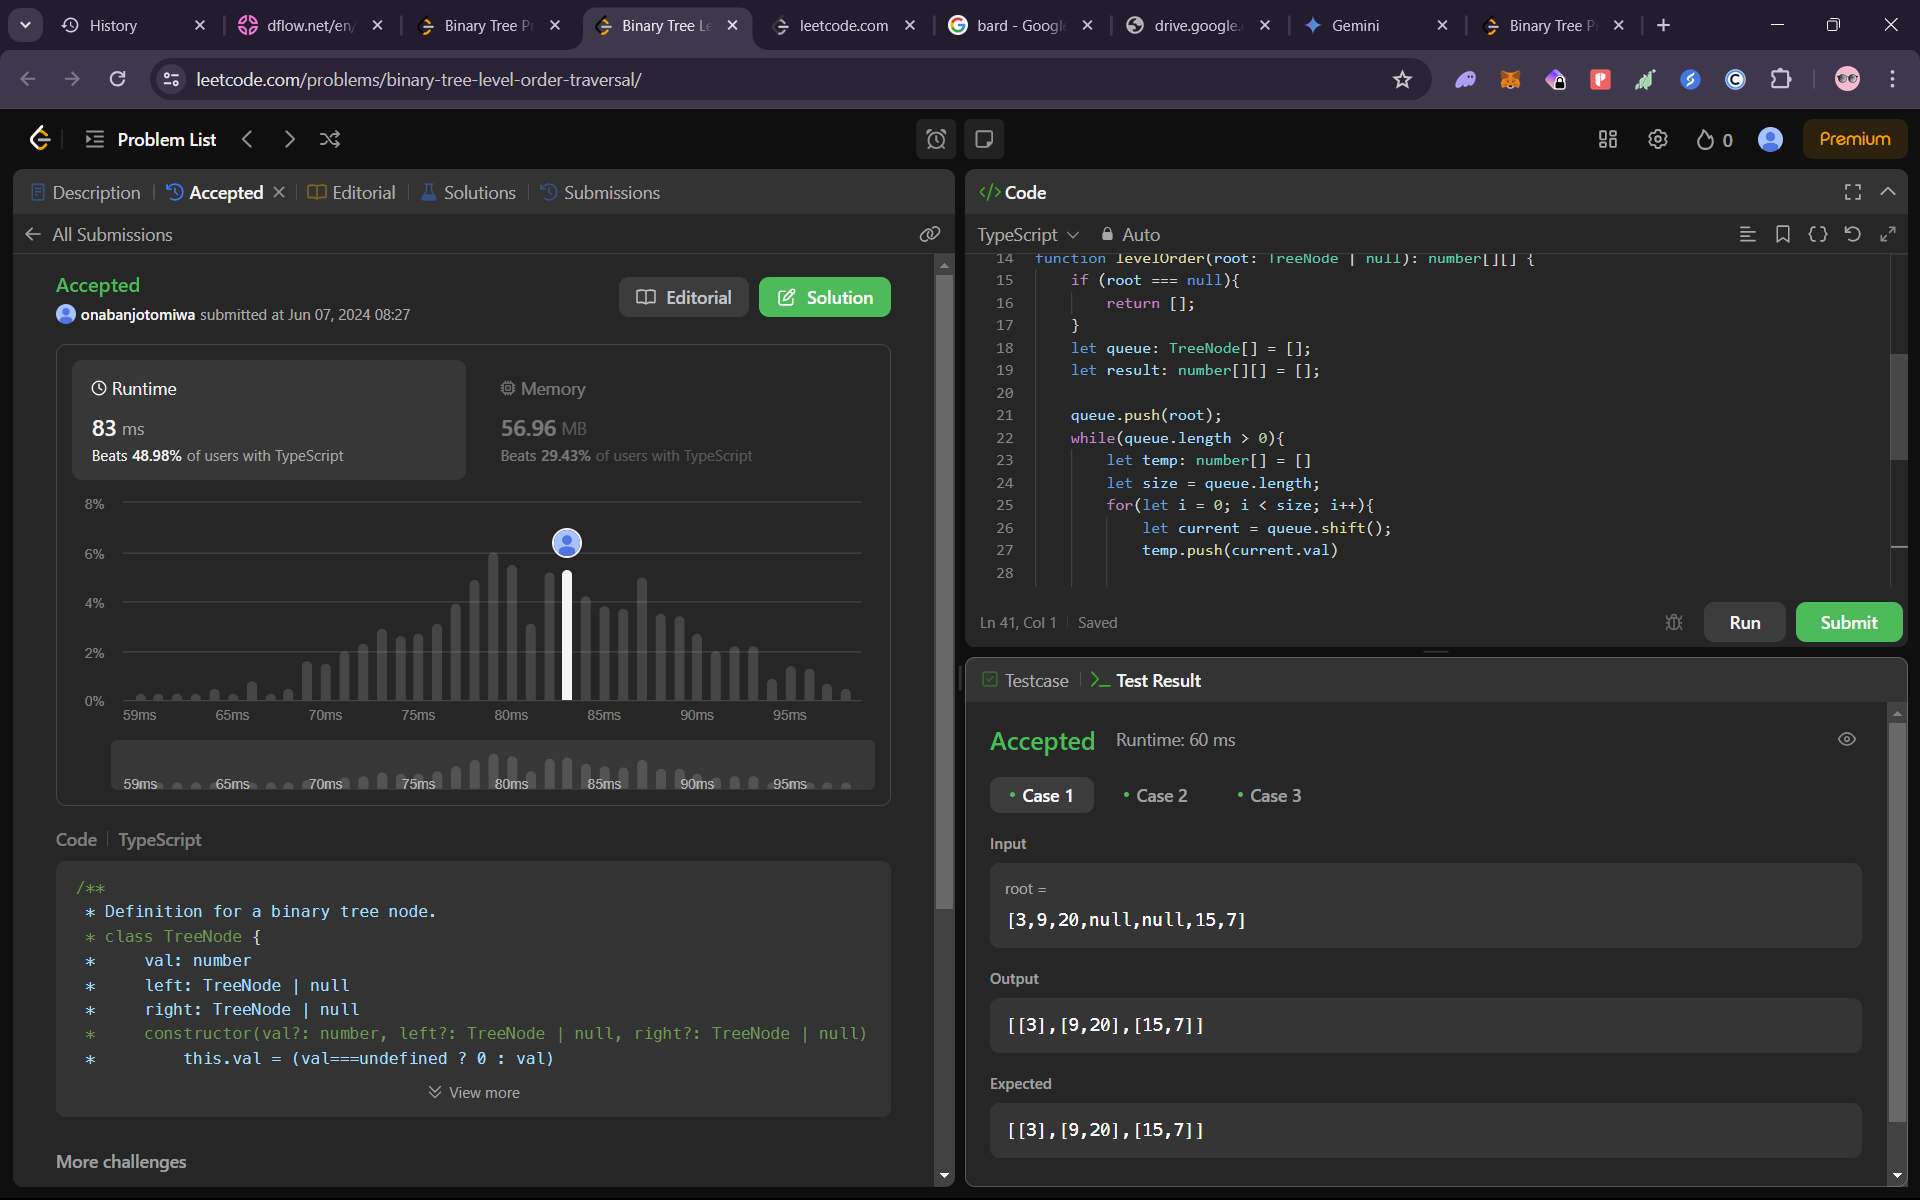 History
dflow.net/en/
Binary Tree P
Binary Tree Le
leetcode.com
bard - Googl
drive.google.
Gemini
Binary Tree P
leetcode.com/problems/binary-tree-level-order-traversal/
Problem List
0
Premium
Description
Accepted
Editorial
Solutions
Submissions
All Submissions
Accepted
onabanjotomiwa submitted at Jun 07, 2024 08:27
Editorial
Solution
Runtime
83 ms
Beats 48.98% of users with TypeScript
Memory
56.96 MB
Beats 29.43% of users with TypeScript
8%
6%
4%
2%
0%
59ms 65ms 70ms 75ms 80ms 85ms 90ms 95ms
59ms 65ms 70ms 75ms 80ms 85ms 90ms 95ms
Code | TypeScript
/**
* Definition for a binary tree node.
* class TreeNode {
*     val: number
*     left: TreeNode | null
*     right: TreeNode | null
*     constructor(val?: number, left?: TreeNode | null, right?: TreeNode | null)
*         this.val = (val===undefined ? 0 : val)
View more
More challenges
</> Code
TypeScript
Auto
14 function levelOrder(root: TreeNode | null): number[][] {
15     if (root === null){
16         return [];
17     }
18     let queue: TreeNode[] = [];
19     let result: number[][] = [];
20
21     queue.push(root);
22     while(queue.length > 0){
23         let temp: number[] = []
24         let size = queue.length;
25         for(let i = 0; i < size; i++){
26             let current = queue.shift();
27             temp.push(current.val)
28
Ln 41, Col 1 | Saved
Run
Submit
Testcase
Test Result
Accepted Runtime: 60 ms
• Case 1
• Case 2
• Case 3
Input
root =
[3,9,20,null,null,15,7]
Output
[[3],[9,20],[15,7]]
Expected
[[3],[9,20],[15,7]]